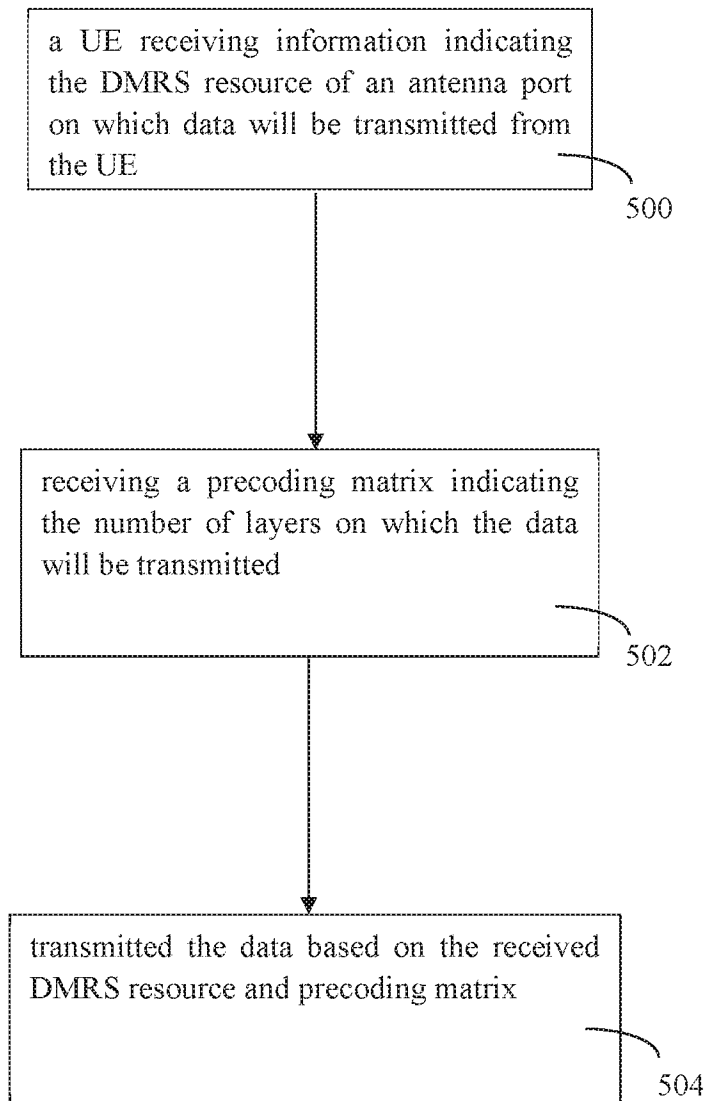 a UE receiving information indicating
the DMRS resource of an antenna port
on which data will be transmitted from
the UE
500
receiving a precoding matrix indicating
the number of layers on which the data
will be transmitted
502
transmitted the data based on the received
DMRS resource and precoding matrix
504